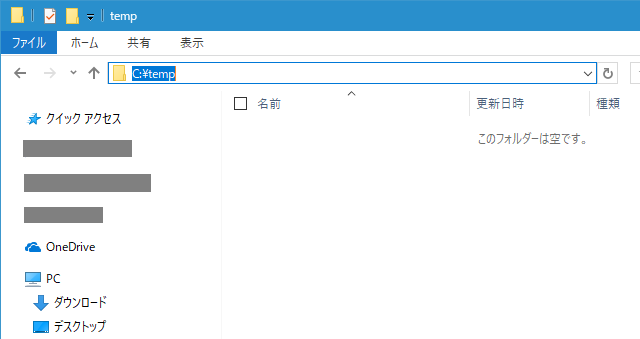 temp
ファイル ホーム 共有 表示
C:¥temp
名前 更新日時 種類
このフォルダーは空です。
クイック アクセス
OneDrive
PC
ダウンロード
デスクトップ